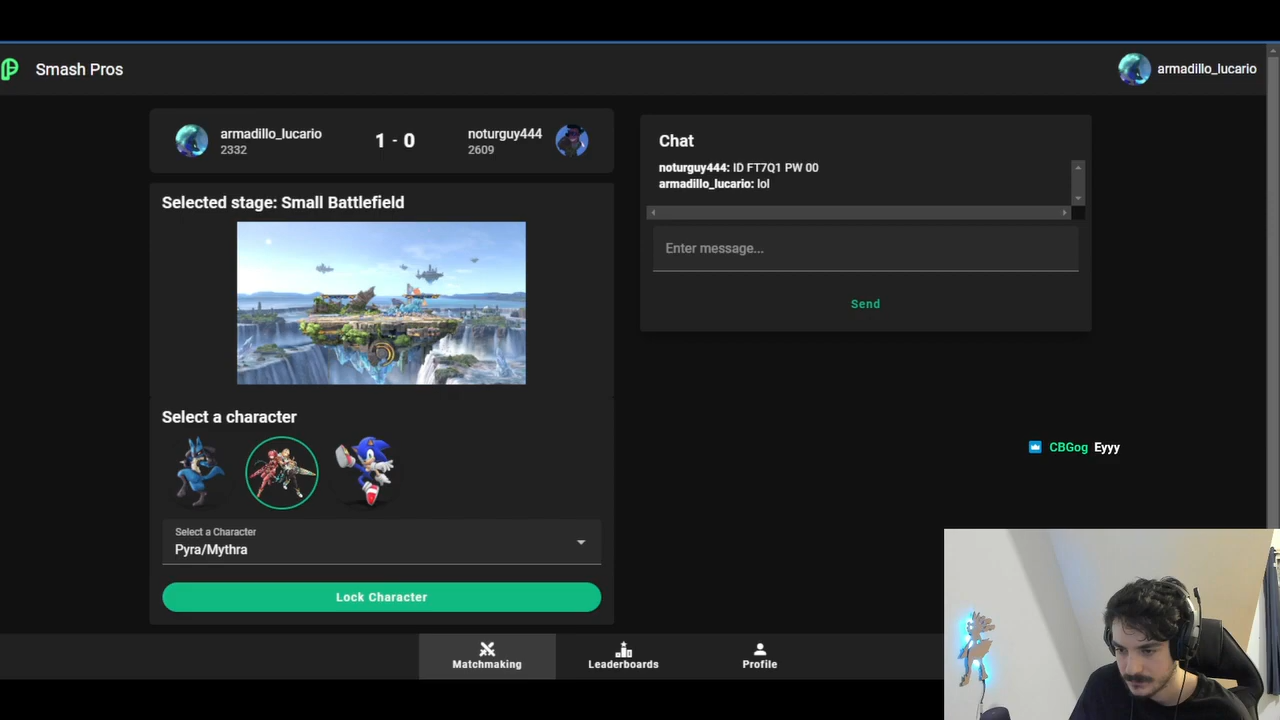 Smash Pros
armadillo_lucario
armadillo_lucario
2332
1 - 0
noturguy444
2609
Selected stage: Small Battlefield
Select a character
Select a Character
Pyra/Mythra
Lock Character
Chat
noturguy444: ID FT7Q1 PW 00
armadillo_lucario: lol
Enter message...
Send
CBGog Eyyy
Matchmaking
Leaderboards
Profile